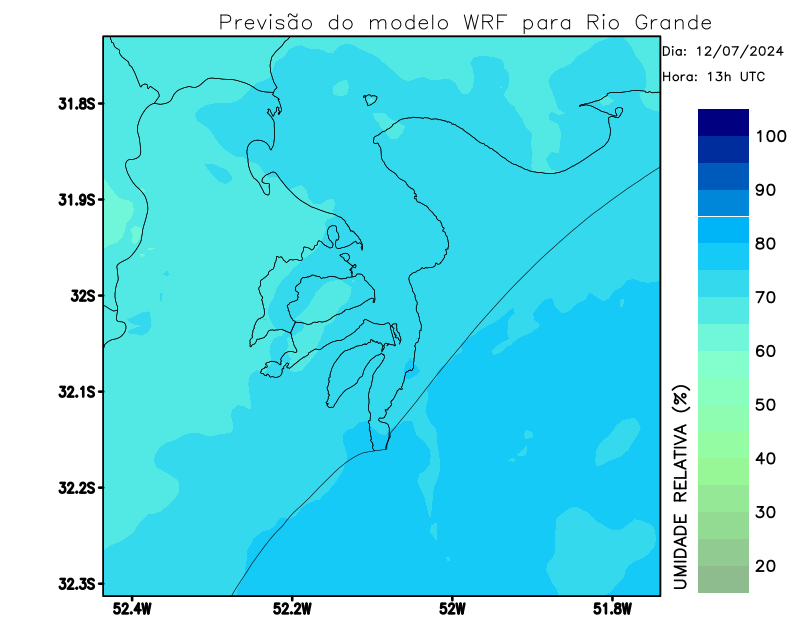 Previsão do modelo WRF para Rio Grande
Dia: 12/07/2024
Hora: 13h UTC
31.8S
31.9S
32S
32.1S
32.2S
32.3S
52.4W
52.2W
52W
51.8W
100
90
80
70
60
50
40
30
20
UMIDADE RELATIVA (%)